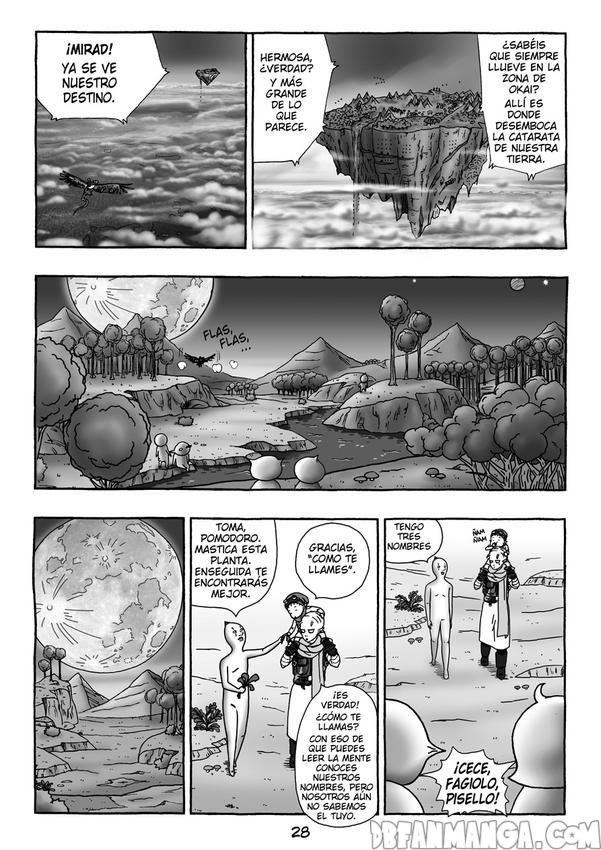 ¡MIRAD!
YA SE VE
NUESTRO
DESTINO.
HERMOSA,
¿VERDAD?
Y MÁS
GRANDE
DE LO
QUE
PARECE.
¿SABÉIS
QUE SIEMPRE
LLUEVE EN LA
ZONA DE
OKAI?
ALLÍ ES
DONDE
DESEMBOCA
LA CATARATA
DE NUESTRA
TIERRA.
FLAS,
FLAS,
...
TOMA,
POMODORO.
MASTICA ESTA
PLANTA.
ENSEGUIDA TE
ENCONTRARÁS
MEJOR.
GRACIAS,
"COMO TE
LLAMES".
¡ES
VERDAD!
¿CÓMO TE
LLAMAS?
CON ESO DE
QUE PUEDES
LEER LA MENTE
CONOCES
NUESTROS
NOMBRES, PERO
NOSOTROS AÚN
NO SABEMOS
EL TUYO.
TENGO
TRES
NOMBRES
ÑAM
ÑAM
¡CECE,
FAGIOLO,
PISELLO!
28
DBFANMANGA.COM